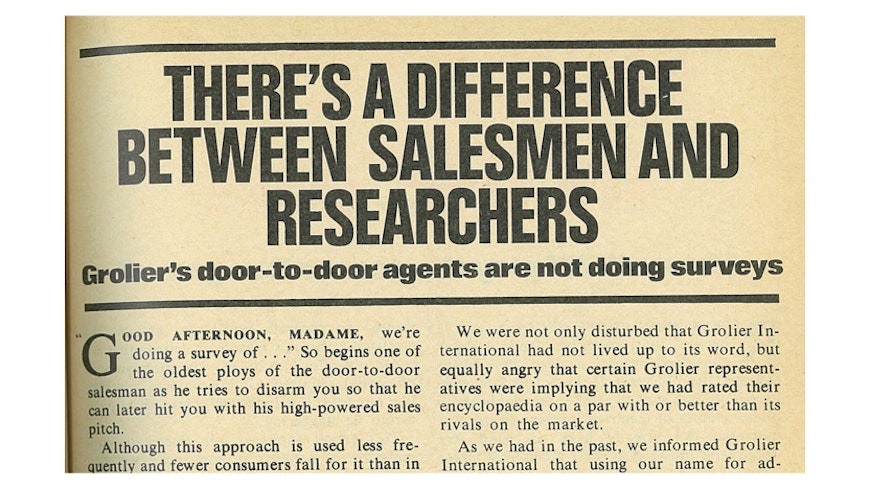 THERE'S A DIFFERENCE
BETWEEN SALESMEN AND
RESEARCHERS
Grolier's door-to-door agents are not doing surveys
"GOOD AFTERNOON, MADAME, we're
doing a survey of . . ." So begins one of
the oldest ploys of the door-to-door
salesman as he tries to disarm you so that he
can later hit you with his high-powered sales
pitch.
Although this approach is used less fre-
quently and fewer consumers fall for it than in
We were not only disturbed that Grolier In-
ternational had not lived up to its word, but
equally angry that certain Grolier represent-
atives were implying that we had rated their
encyclopaedia on a par with or better than its
rivals on the market.
As we had in the past, we informed Grolier
International that using our name for ad-